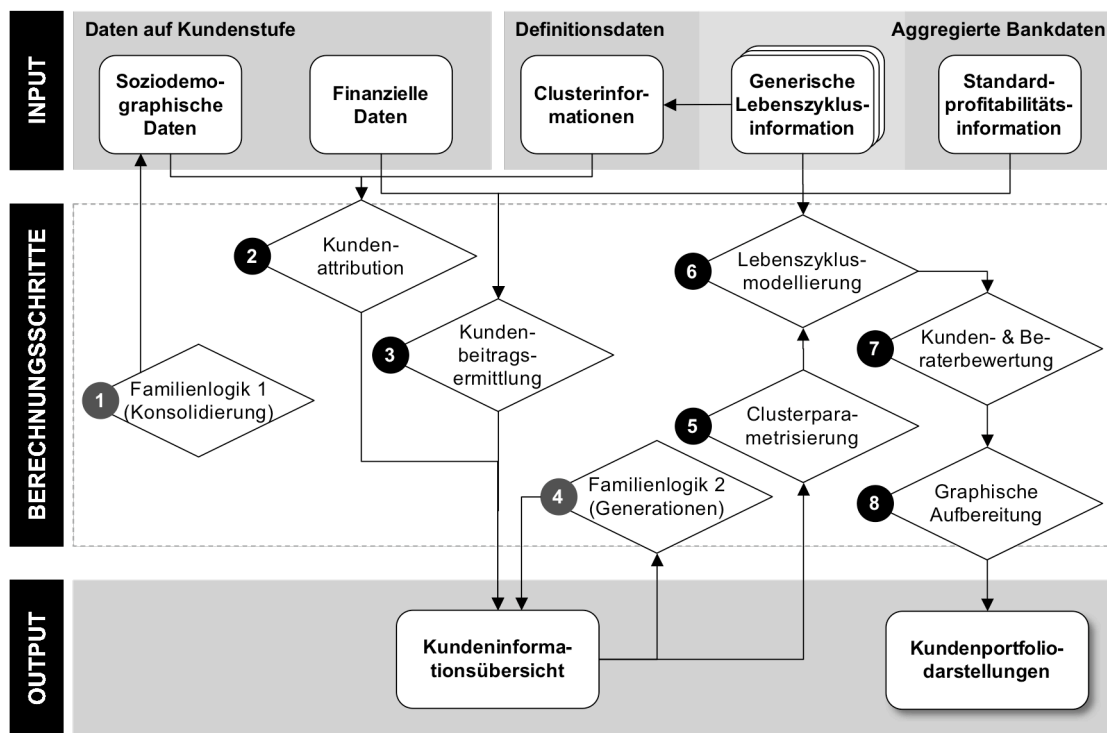 INPUT
Daten auf Kundenstufe
Definitionsdaten
Aggregierte Bankdaten
Soziodemo-
graphische
Daten
Finanzielle
Daten
Clusterinfor-
mationen
Generische
Lebenszyklus-
information
Standard-
profitabilitäts-
information
BERECHNUNGSSCHRITTE
1
Familienlogik 1
(Konsolidierung)
2
Kunden-
attribution
3
Kunden-
beitrags-
ermittlung
4
Familienlogik 2
(Generationen)
5
Clusterpara-
metrisierung
6
Lebenszyklus-
modellierung
7
Kunden- & Be-
raterbewertung
8
Graphische
Aufbereitung
OUTPUT
Kundeninforma-
tionsübersicht
Kundenportfolio-
darstellungen